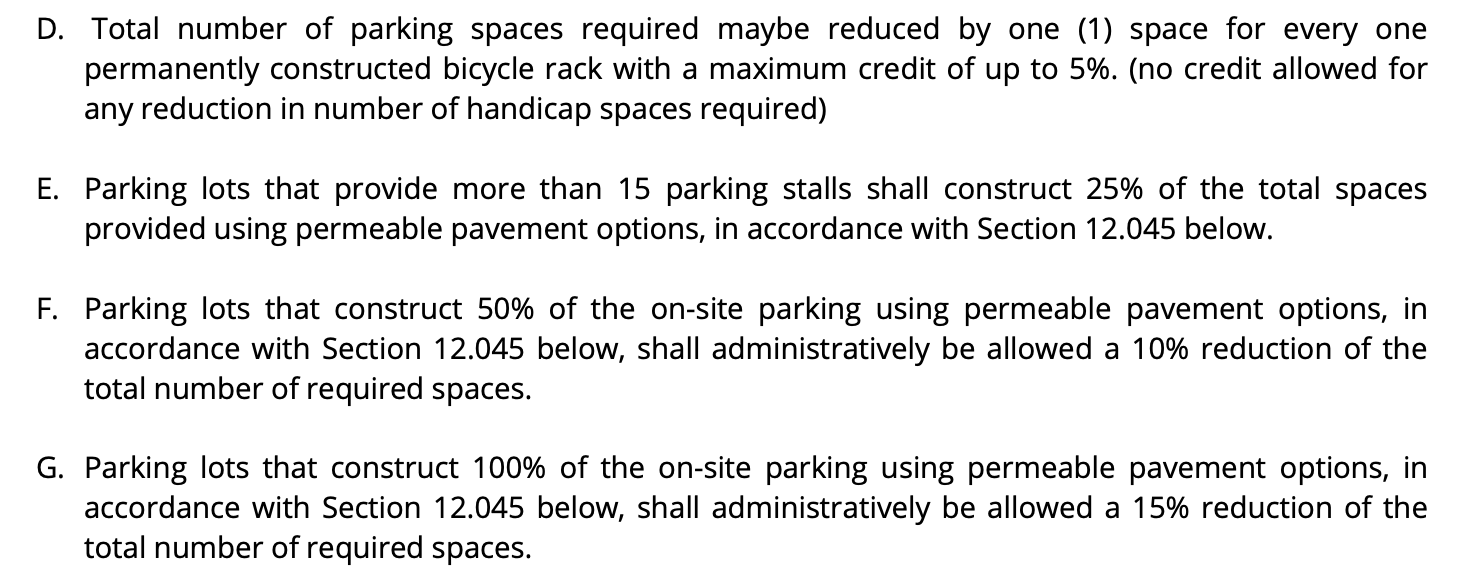 D. Total number of parking spaces required maybe reduced by one (1) space for every one
permanently constructed bicycle rack with a maximum credit of up to 5%. (no credit allowed for
any reduction in number of handicap spaces required)
E. Parking lots that provide more than 15 parking stalls shall construct 25% of the total spaces
provided using permeable pavement options, in accordance with Section 12.045 below.
F. Parking lots that construct 50% of the on-site parking using permeable pavement options, in
accordance with Section 12.045 below, shall administratively be allowed a 10% reduction of the
total number of required spaces.
G. Parking lots that construct 100% of the on-site parking using permeable pavement options, in
accordance with Section 12.045 below, shall administratively be allowed a 15% reduction of the
total number of required spaces.